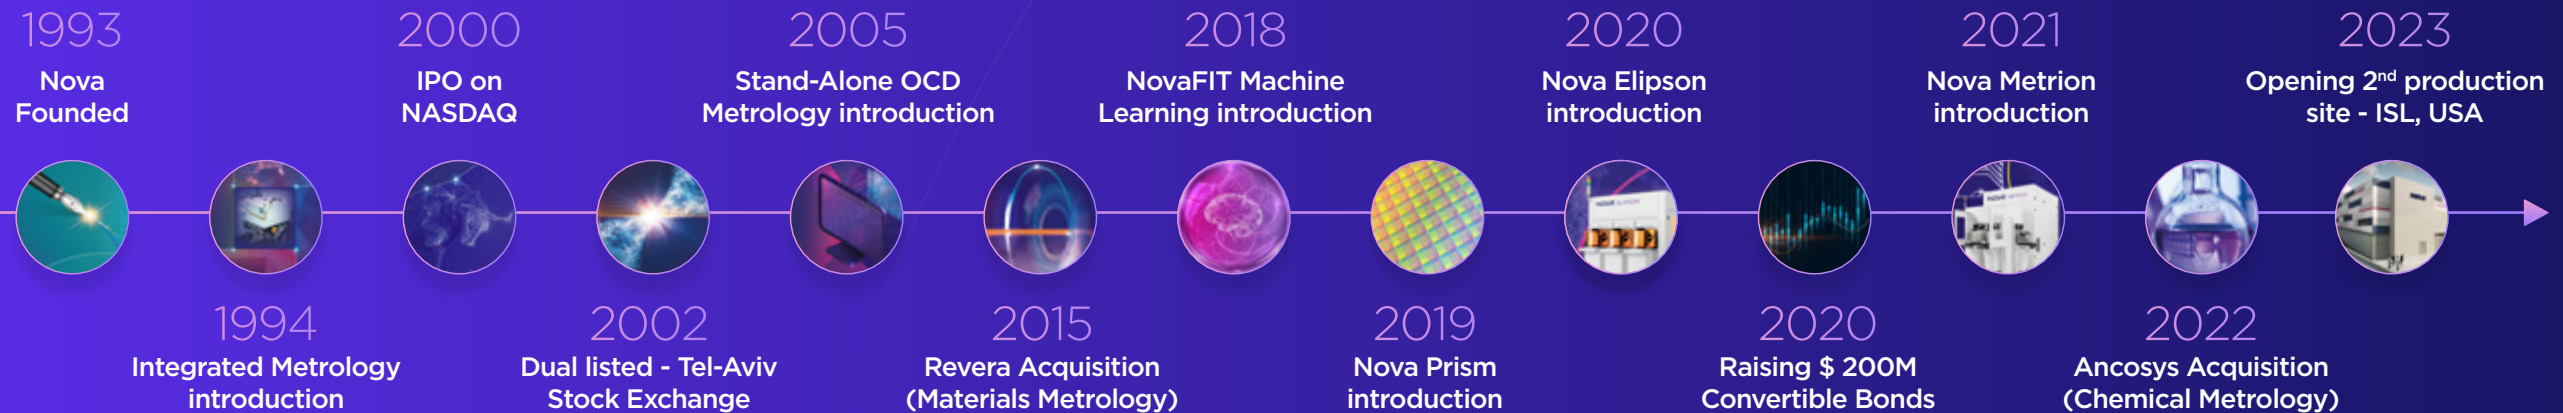 1993
Nova
Founded
1994
Integrated Metrology
introduction
2000
IPO on
NASDAQ
2002
Dual listed - Tel-Aviv
Stock Exchange
2005
Stand-Alone OCD
Metrology introduction
2015
Revera Acquisition
(Materials Metrology)
2018
NovaFIT Machine
Learning introduction
2019
Nova Prism
introduction
2020
Nova Elipson
introduction
2020
Raising $ 200M
Convertible Bonds
2021
Nova Metrion
introduction
2022
Ancosys Acquisition
(Chemical Metrology)
2023
Opening 2nd production
site - ISL, USA